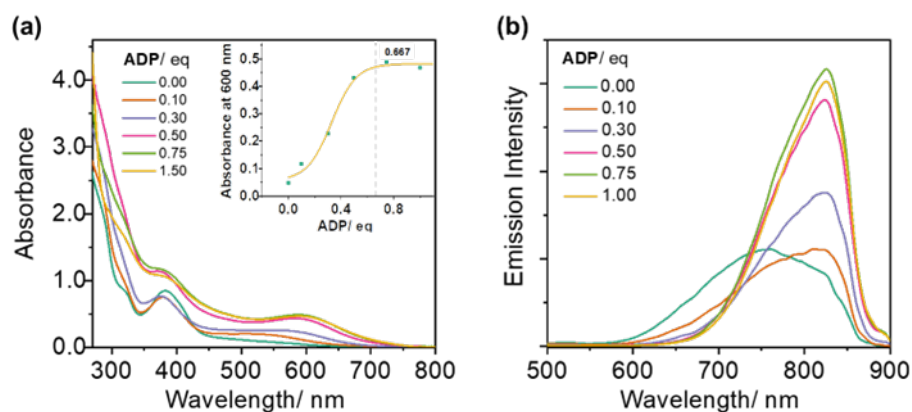 (a)
Absorbance
4.0
3.0
2.0
1.0
0.0
300 400 500 600 700 800
Wavelength/ nm
ADP/ eq
0.00
0.10
0.30
0.50
0.75
1.50
Absorbance at 600 nm
0.5
0.4
0.3
0.2
0.1
0.0
0.0 0.4 0.8
ADP/ eq
0.667
(b)
Emission Intensity
ADP/ eq
0.00
0.10
0.30
0.50
0.75
1.00
500 600 700 800 900
Wavelength/ nm